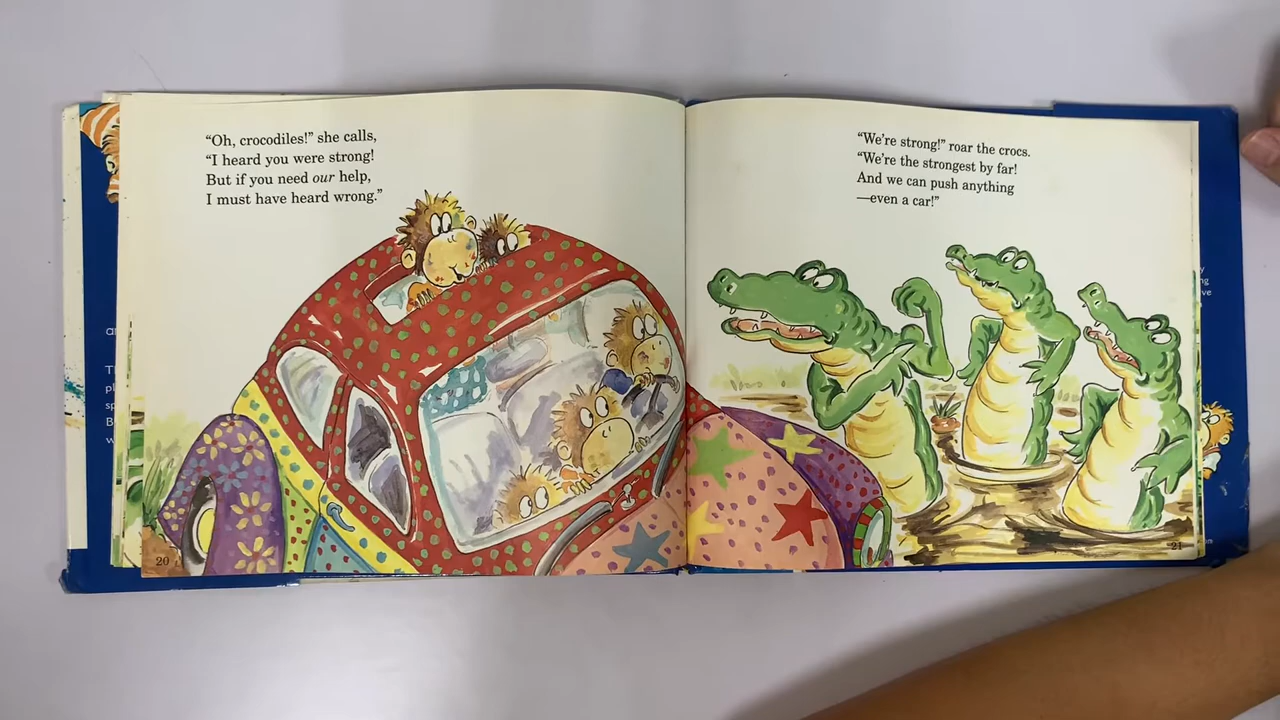 “Oh, crocodiles!” she calls,
“I heard you were strong!
But if you need our help,
I must have heard wrong.”
20
“We’re strong!” roar the crocs.
“We’re the strongest by far!
And we can push anything
—even a car!”
21